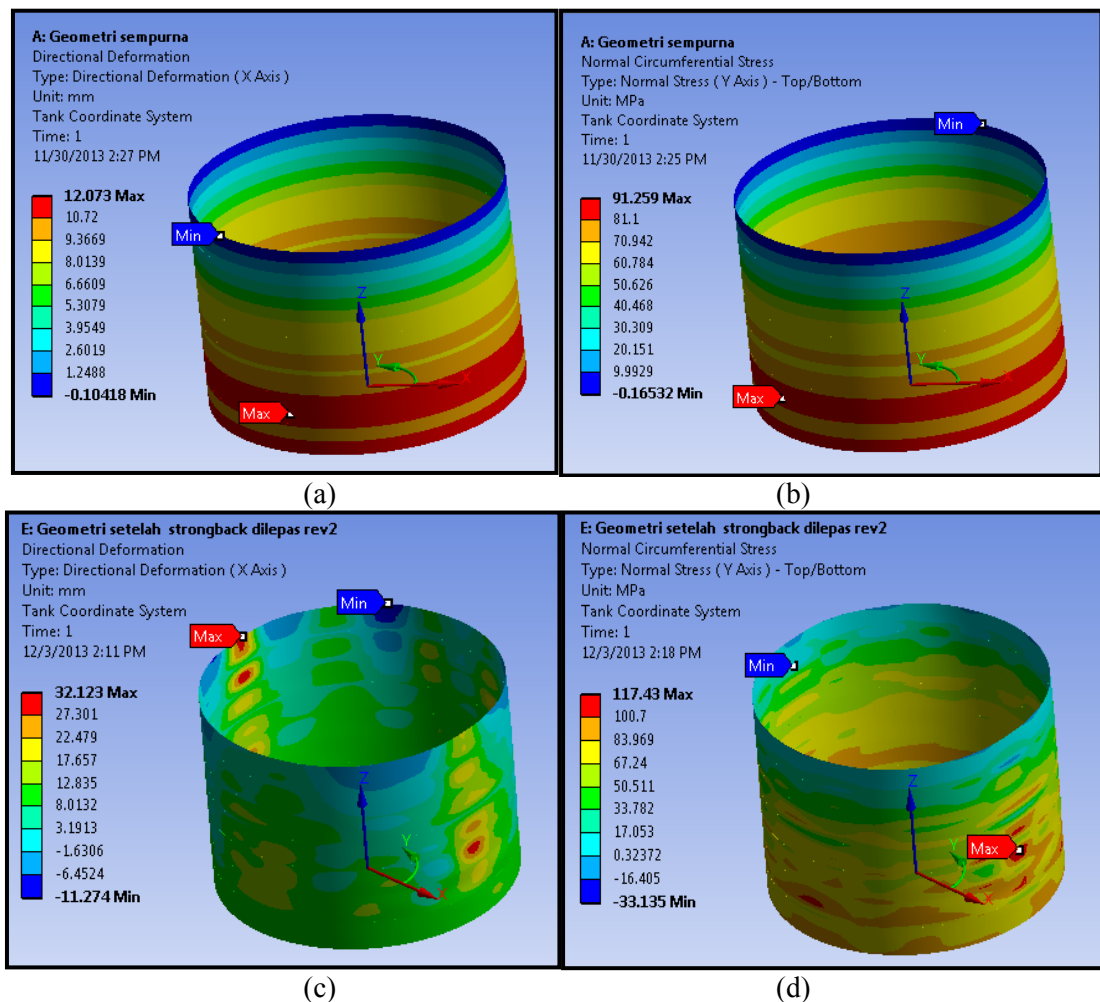 A: Geometri sempurna
Directional Deformation
Type: Directional Deformation ( X Axis )
Unit: mm
Tank Coordinate System
Time: 1
11/30/2013 2:27 PM
12.073 Max
10.72
9.3669
8.0139
6.6609
5.3079
3.9549
2.6019
1.2488
-0.10418 Min
Min
Max
Z
Y
X
(a)
A: Geometri sempurna
Normal Circumferential Stress
Type: Normal Stress ( Y Axis ) - Top/Bottom
Unit: MPa
Tank Coordinate System
Time: 1
11/30/2013 2:25 PM
91.259 Max
81.1
70.942
60.784
50.626
40.468
30.309
20.151
9.9929
-0.16532 Min
Min
Max
Z
Y
X
(b)
E: Geometri setelah  strongback dilepas rev2
Directional Deformation
Type: Directional Deformation ( X Axis )
Unit: mm
Tank Coordinate System
Time: 1
12/3/2013 2:11 PM
32.123 Max
27.301
22.479
17.657
12.835
8.0132
3.1913
-1.6306
-6.4524
-11.274 Min
Min
Max
Z
Y
X
(c)
E: Geometri setelah  strongback dilepas rev2
Normal Circumferential Stress
Type: Normal Stress ( Y Axis ) - Top/Bottom
Unit: MPa
Tank Coordinate System
Time: 1
12/3/2013 2:18 PM
117.43 Max
100.7
83.969
67.24
50.511
33.782
17.053
0.32372
-16.405
-33.135 Min
Min
Max
Z
Y
X
(d)